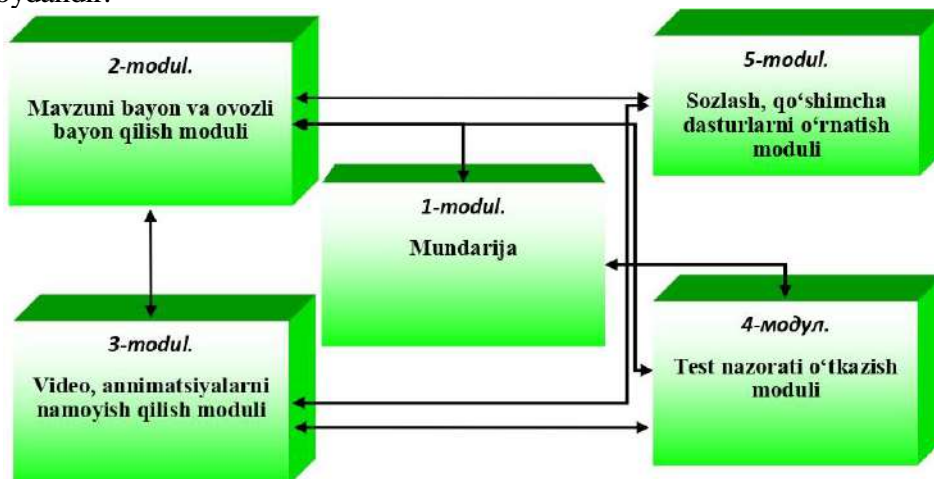 2-modul.
Mavzuni bayon va ovozli
bayon qilish moduli
5-modul.
Sozlash, qo‘shimcha
dasturlarni o‘rnatish
moduli
1-modul.
Mundarija
3-modul.
Video, annimatsiyalarni
namoyish qilish moduli
4-модул.
Test nazorati o‘tkazish
moduli